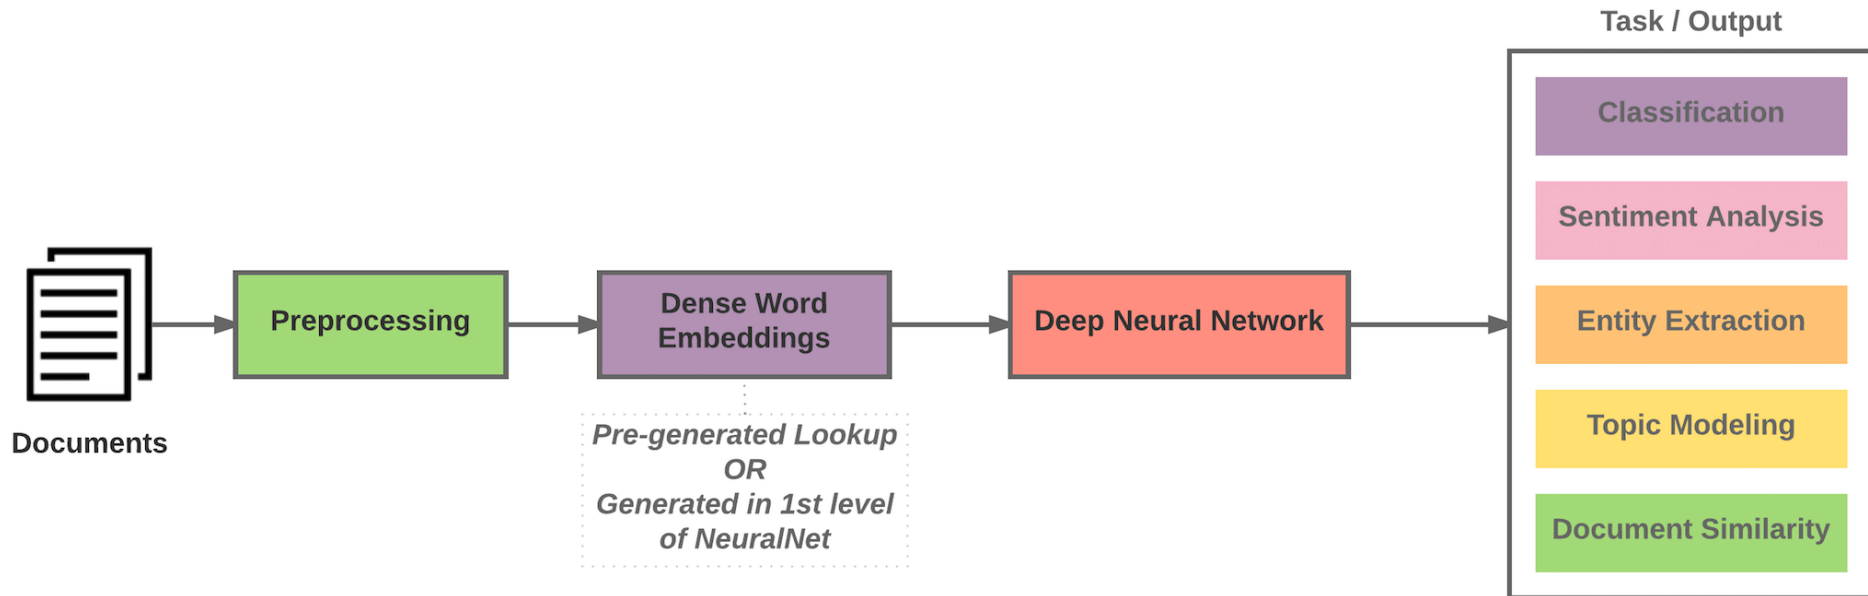 Task / Output
Classification
Sentiment Analysis
Preprocessing
Dense Word
Embeddings
Deep Neural Network
Entity Extraction
Documents
Pre-generated Lookup
OR
Generated in 1st level
of NeuralNet
Topic Modeling
Document Similarity